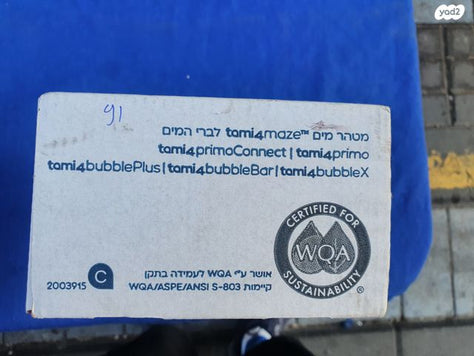 yad2
91
מטהר מים tami4maze™ לברי המים
tami4primoConnect | tami4primo
tami4bubblePlus | tami4bubbleBar | tami4bubbleX
CERTIFIED FOR
WQA
SUSTAINABILITY
®
אושר ע"י WQA לעמידה בתקן
קיימות WQA/ASPE/ANSI S-803
C
2003915